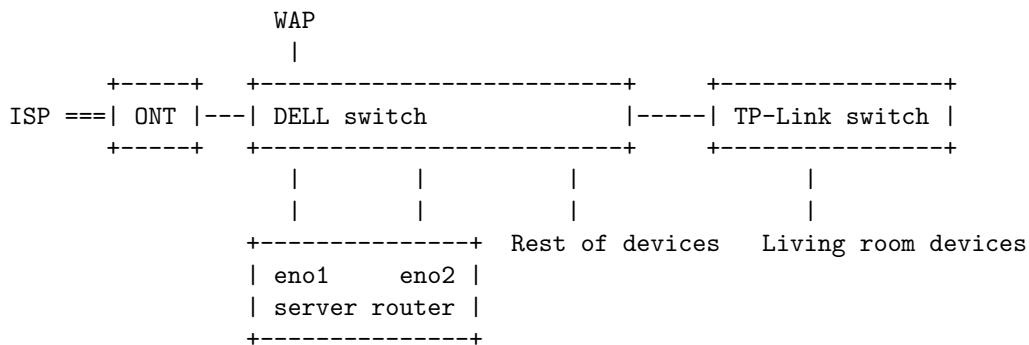 WAP
ISP ===| ONT |---| DELL switch |-----| TP-Link switch |
Rest of devices Living room devices
| eno1 eno2 |
| server router |